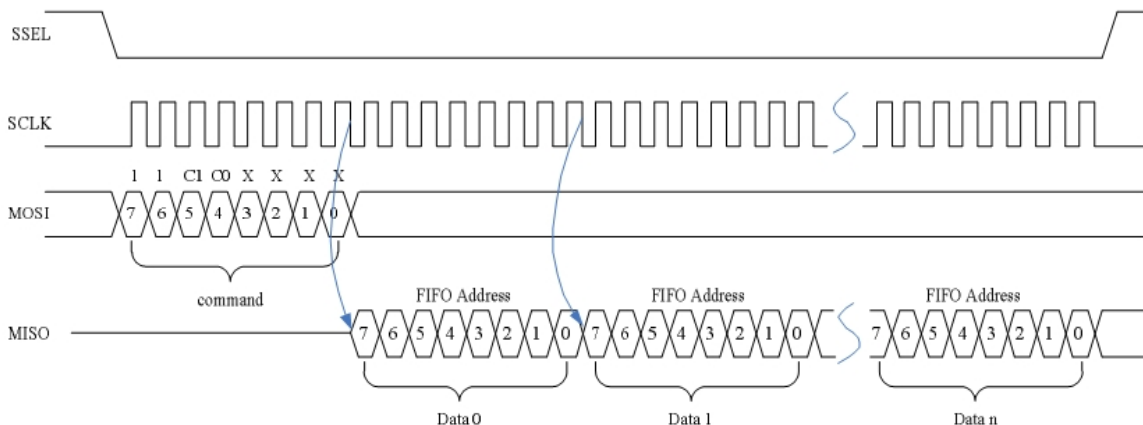 SSEL
SCLK
1 1 C1 C0 X X X X
MOSI
7 6 5 4 3 2 1 0
command
FIFO Address FIFO Address FIFO Address
MISO
7 6 5 4 3 2 1 0 7 6 5 4 3 2 1 0 7 6 5 4 3 2 1 0
Data 0 Data 1 Data n